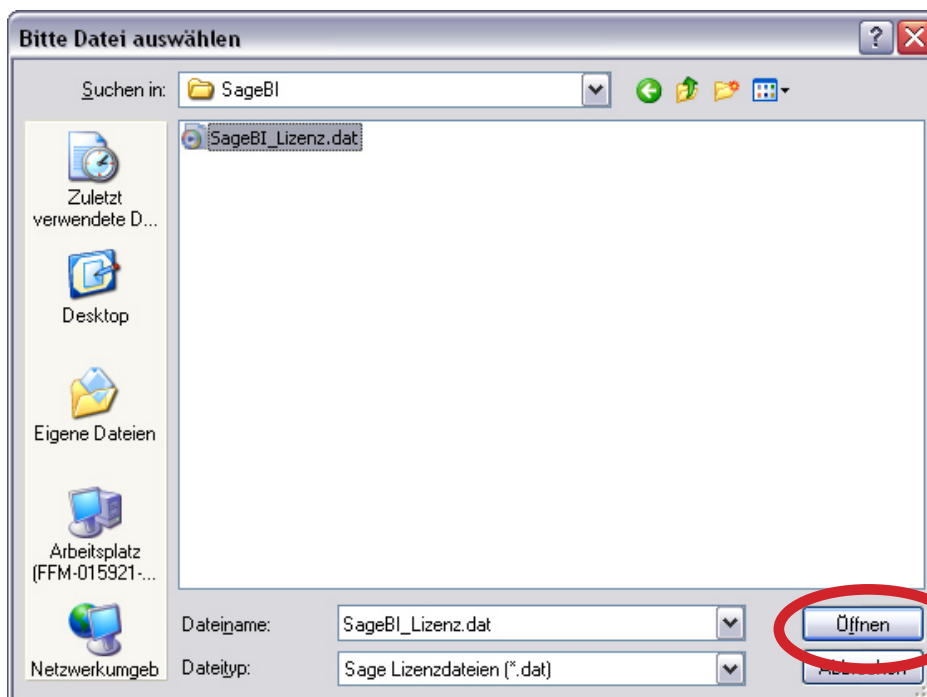 Bitte Datei auswählen
Suchen in:
SageBI
SageBI_Lizenz.dat
Zuletzt
verwendete D...
Desktop
Eigene Dateien
Arbeitsplatz
(FFM-015921-...
Netzwerkumgeb
Dateiname:
SageBI_Lizenz.dat
Öffnen
Dateityp:
Sage Lizenzdateien (*.dat)
Abbrechen